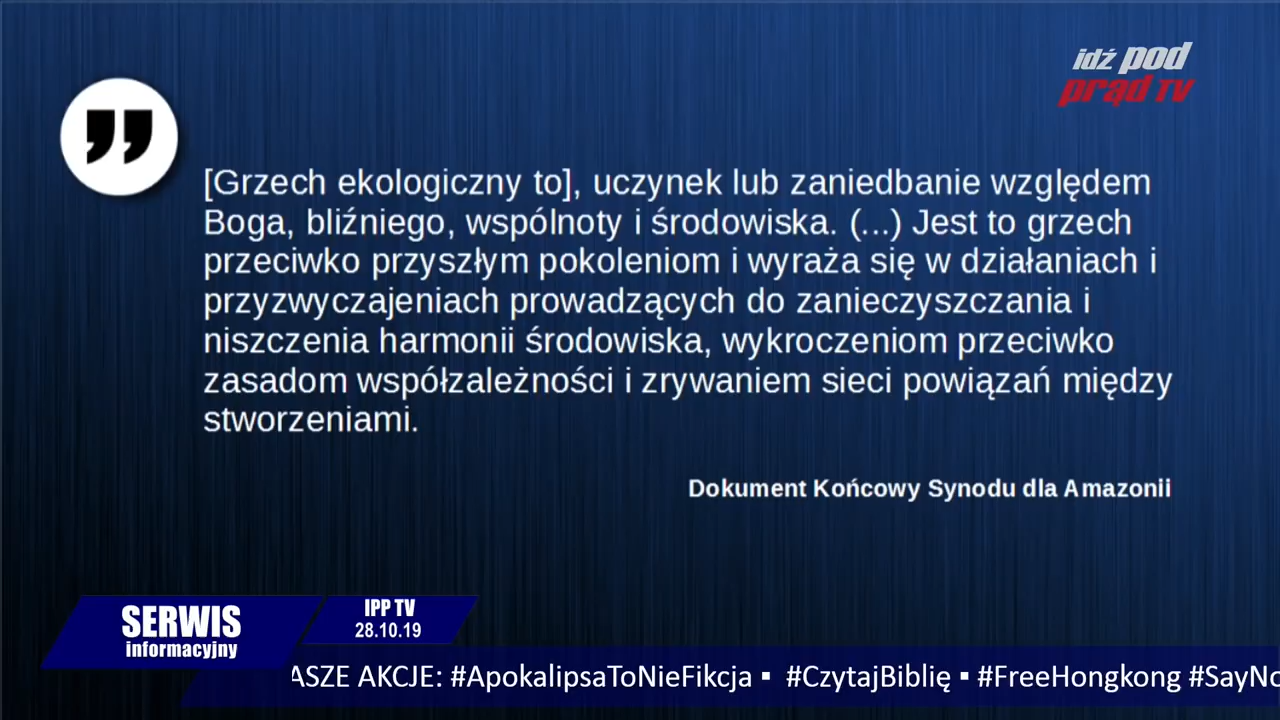 idź pod
prąd TV
”
[Grzech ekologiczny to], uczynek lub zaniedbanie względem
Boga, bliźniego, wspólnoty i środowiska. (...) Jest to grzech
przeciwko przyszłym pokoleniom i wyraża się w działaniach i
przyzwyczajeniach prowadzących do zanieczyszczania i
niszczenia harmonii środowiska, wykroczeniom przeciwko
zasadom współzależności i zrywaniem sieci powiązań między
stworzeniami.
Dokument Końcowy Synodu dla Amazonii
SERWIS
informacyjny
IPP TV
28.10.19
ASZE AKCJE: #ApokalipsaToNieFikcja ▪ #CzytajBiblię ▪ #FreeHongkong #SayNo